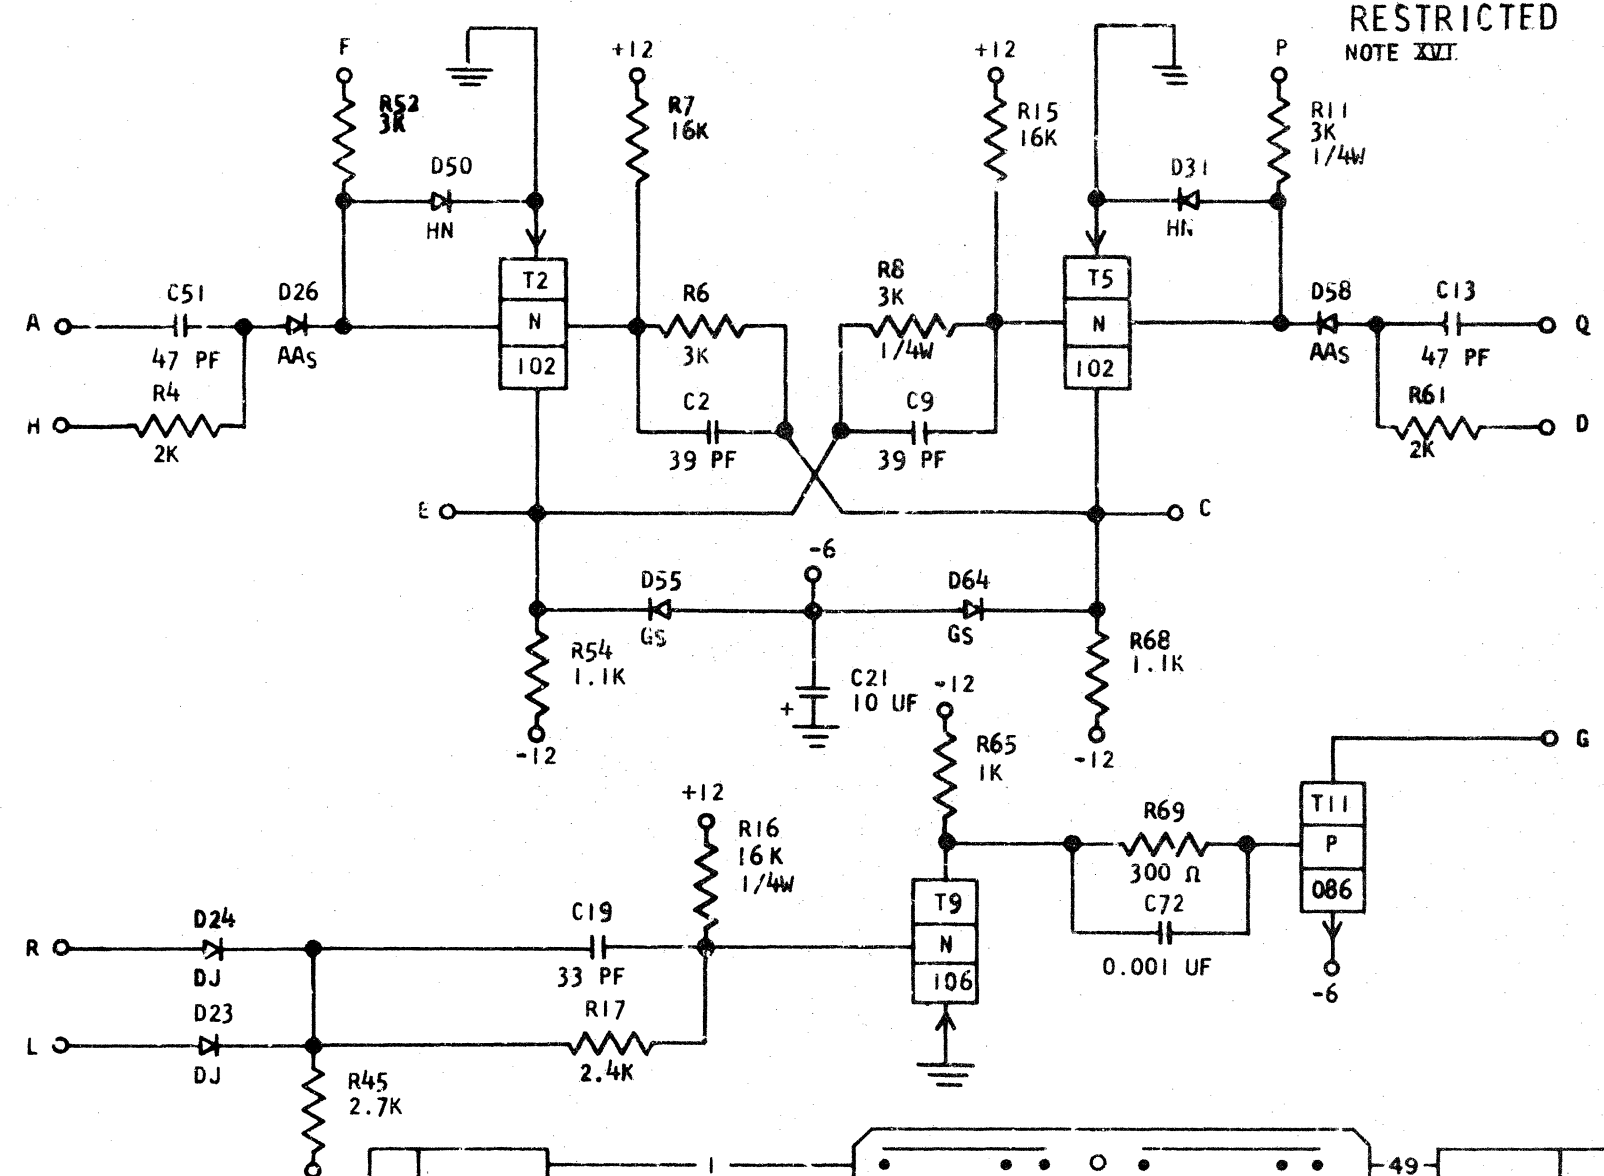 RESTRICTED
NOTE XVI
F
R52
3K
+12
R7
16K
+12
R15
16K
P
R11
3K
1/4W
D50
HN
D31
HN
A
C51
47 PF
D26
AAS
T2
N
102
R6
3K
R8
3K
1/4W
T5
N
102
D58
AAS
C13
47 PF
Q
H
R4
2K
C2
39 PF
C9
39 PF
R61
2K
D
E
C
-6
D55
GS
D64
GS
R54
1.1K
-12
+
C21
10 UF
R68
1.1K
-12
-12
R65
1K
G
+12
R16
16K
1/4W
R69
300 Ω
C72
0.001 UF
T11
P
086
-6
R
D24
DJ
C19
33 PF
T9
N
106
L
D23
DJ
R17
2.4K
R45
2.7K
1
49